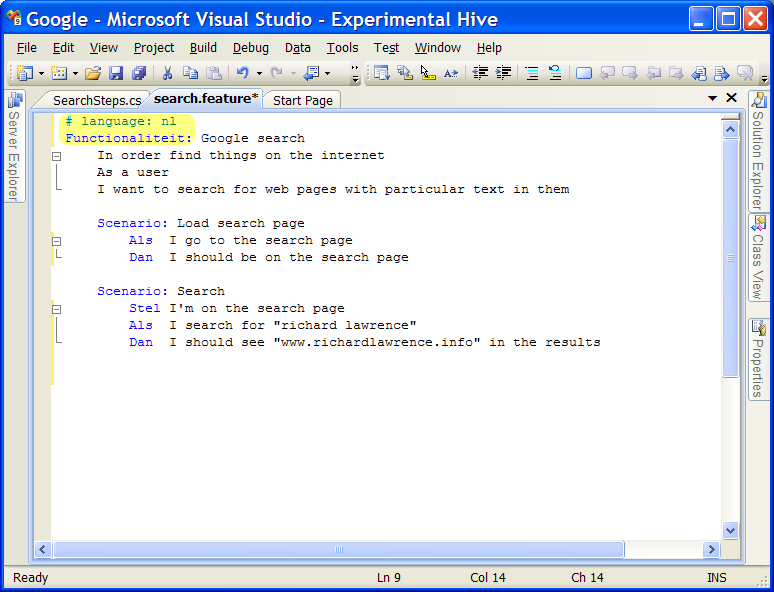 Google - Microsoft Visual Studio - Experimental Hive
File Edit View Project Build Debug Data Tools Test Window Help
SearchSteps.cs search.feature* Start Page
Server Explorer
# language: nl
Functionaliteit: Google search
In order find things on the internet
As a user
I want to search for web pages with particular text in them
Scenario: Load search page
Als I go to the search page
Dan I should be on the search page
Scenario: Search
Stel I'm on the search page
Als I search for "richard lawrence"
Dan I should see "www.richardlawrence.info" in the results
Solution Explorer
Class View
Properties
Ready Ln 9 Col 14 Ch 14 INS